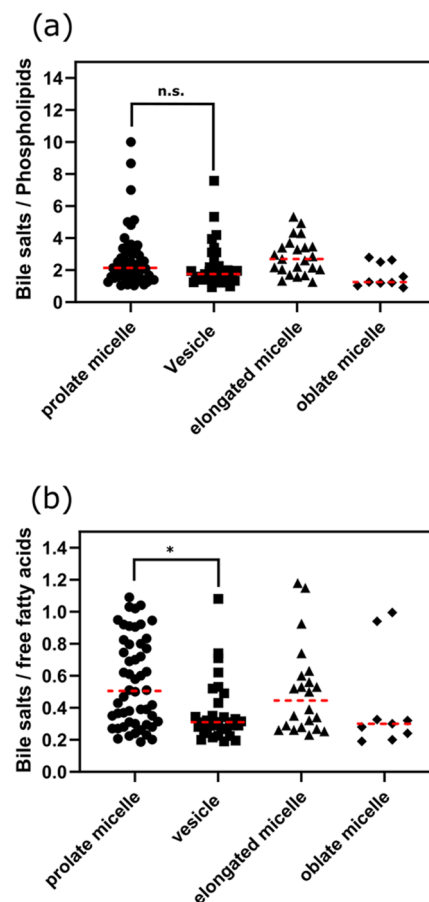 (a)
Bile salts / Phospholipids
14
12
10
8
6
4
2
0
n.s.
prolate micelle
Vesicle
elongated micelle
oblate micelle
(b)
Bile salts / free fatty acids
1.4
1.2
1.0
0.8
0.6
0.4
0.2
0.0
*
prolate micelle
vesicle
elongated micelle
oblate micelle